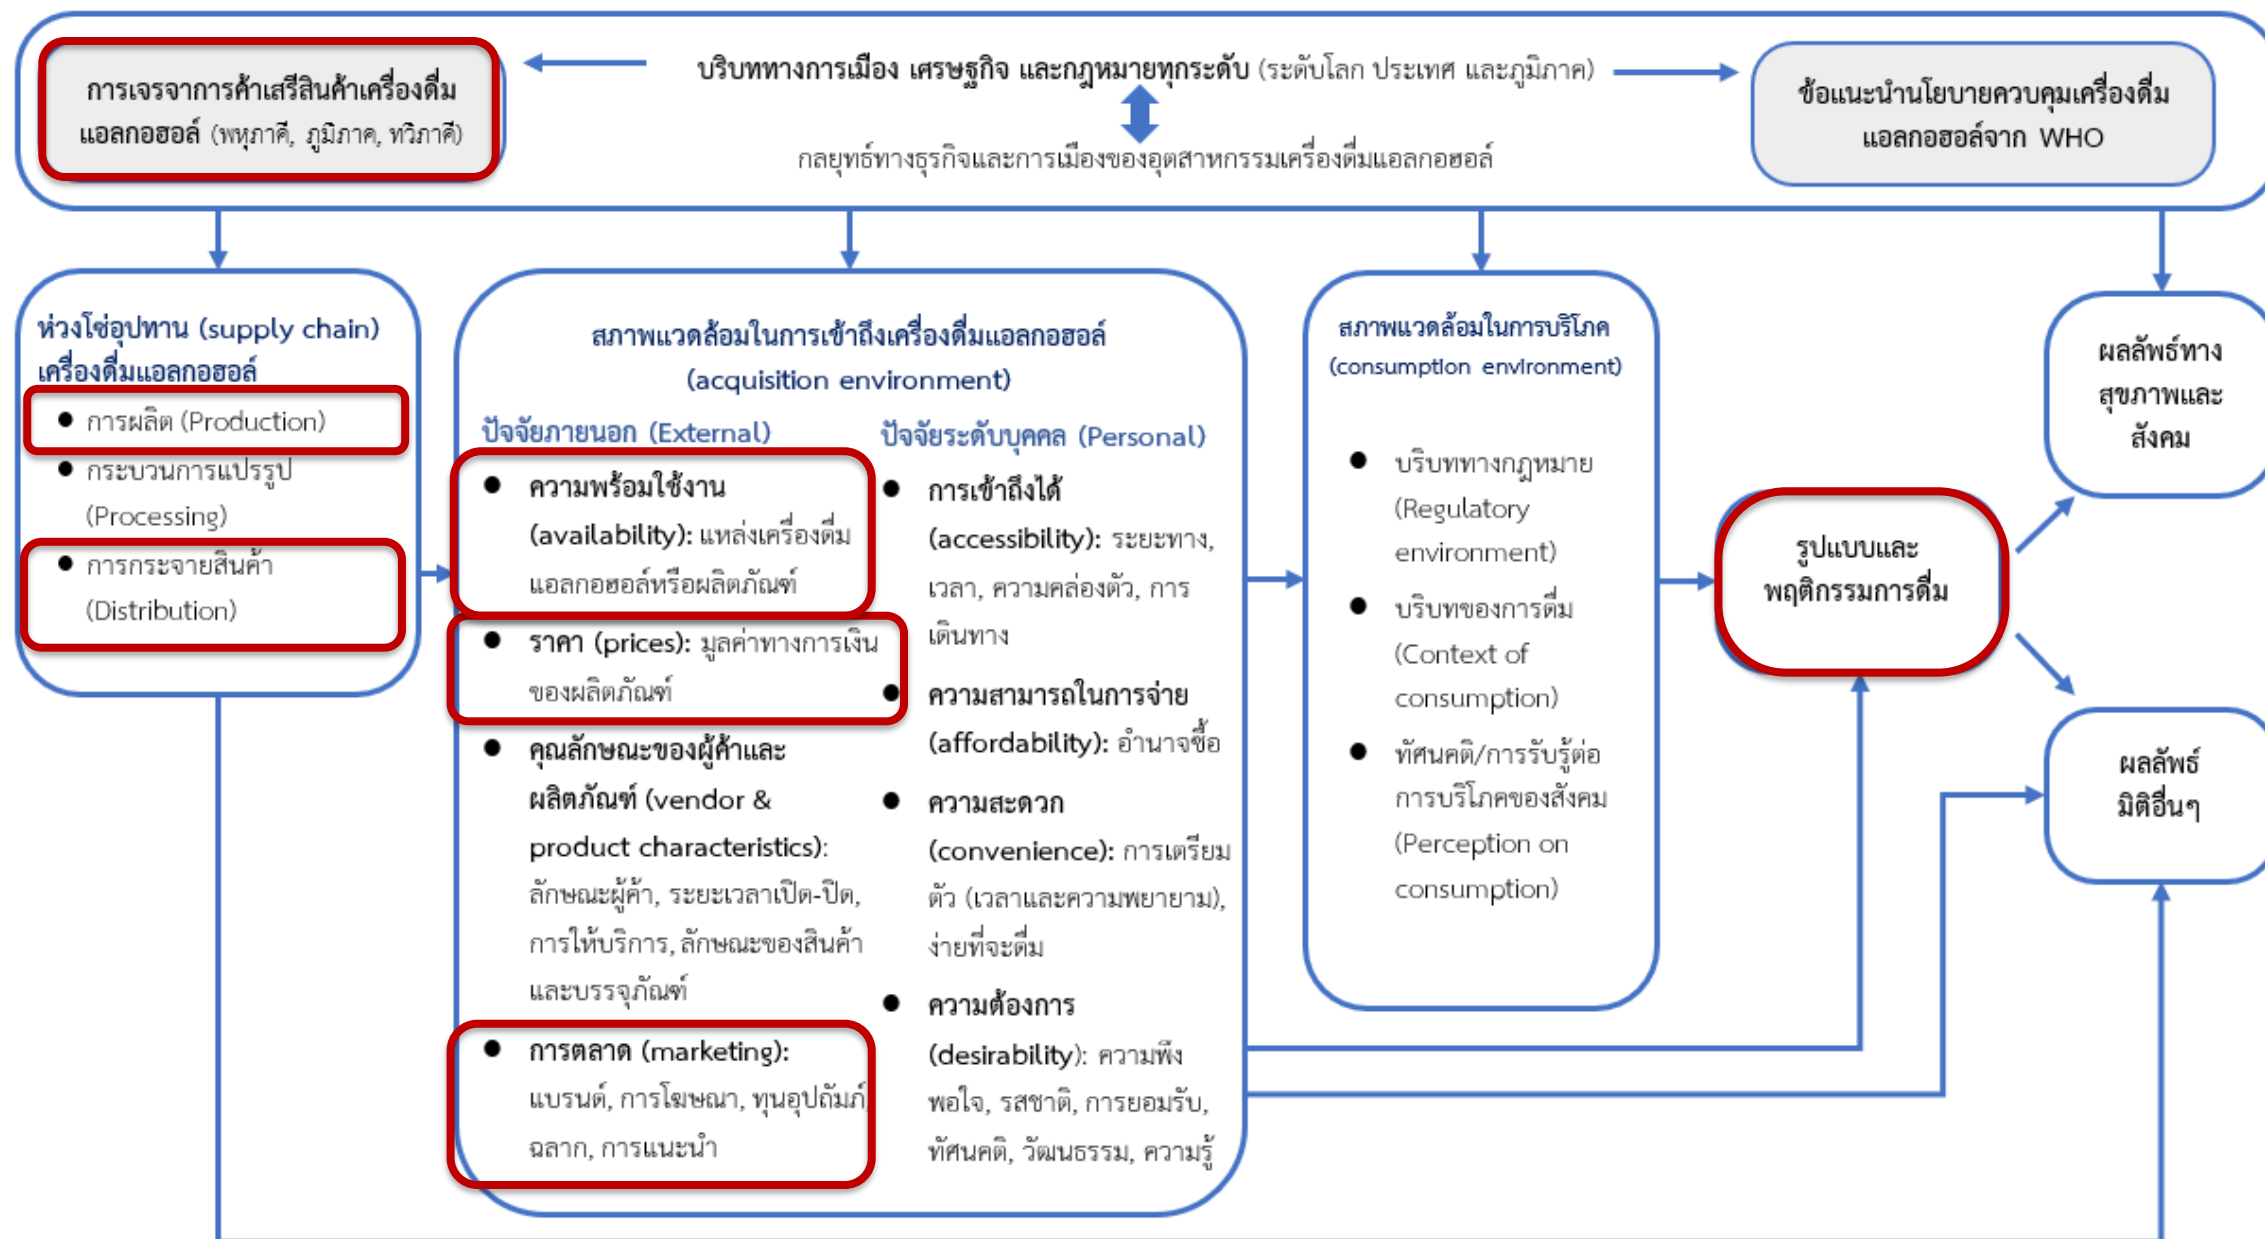 การเจรจาการค้าเสรีสินค้าเครื่องดื่ม
แอลกอฮอล์ (พหุภาคี, ภูมิภาค, ทวิภาคี)
บริบททางการเมือง เศรษฐกิจ และกฎหมายทุกระดับ (ระดับโลก ประเทศ และภูมิภาค)
กลยุทธ์ทางธุรกิจและการเมืองของอุตสาหกรรมเครื่องดื่มแอลกอฮอล์
ข้อแนะนำนโยบายควบคุมเครื่องดื่ม
แอลกอฮอล์จาก WHO
ห่วงโซ่อุปทาน (supply chain)
เครื่องดื่มแอลกอฮอล์
● การผลิต (Production)
● กระบวนการแปรรูป
(Processing)
● การกระจายสินค้า
(Distribution)
สภาพแวดล้อมในการเข้าถึงเครื่องดื่มแอลกอฮอล์
(acquisition environment)
ปัจจัยภายนอก (External)
● ความพร้อมใช้งาน
(availability): แหล่งเครื่องดื่ม
แอลกอฮอล์หรือผลิตภัณฑ์
● ราคา (prices): มูลค่าทางการเงิน
ของผลิตภัณฑ์
● คุณลักษณะของผู้ค้าและ
ผลิตภัณฑ์ (vendor &
product characteristics):
ลักษณะผู้ค้า, ระยะเวลาเปิด-ปิด,
การให้บริการ, ลักษณะของสินค้า
และบรรจุภัณฑ์
● การตลาด (marketing):
แบรนด์, การโฆษณา, ทุนอุปถัมภ์,
ฉลาก, การแนะนำ
ปัจจัยระดับบุคคล (Personal)
● การเข้าถึงได้
(accessibility): ระยะทาง,
เวลา, ความคล่องตัว, การ
เดินทาง
● ความสามารถในการจ่าย
(affordability): อำนาจซื้อ
● ความสะดวก
(convenience): การเตรียม
ตัว (เวลาและความพยายาม),
ง่ายที่จะดื่ม
● ความต้องการ
(desirability): ความพึง
พอใจ, รสชาติ, การยอมรับ,
ทัศนคติ, วัฒนธรรม, ความรู้
สภาพแวดล้อมในการบริโภค
(consumption environment)
● บริบททางกฎหมาย
(Regulatory
environment)
● บริบทของการดื่ม
(Context of
consumption)
● ทัศนคติ/การรับรู้ต่อ
การบริโภคของสังคม
(Perception on
consumption)
รูปแบบและ
พฤติกรรมการดื่ม
ผลลัพธ์ทาง
สุขภาพและ
สังคม
ผลลัพธ์
มิติอื่นๆ